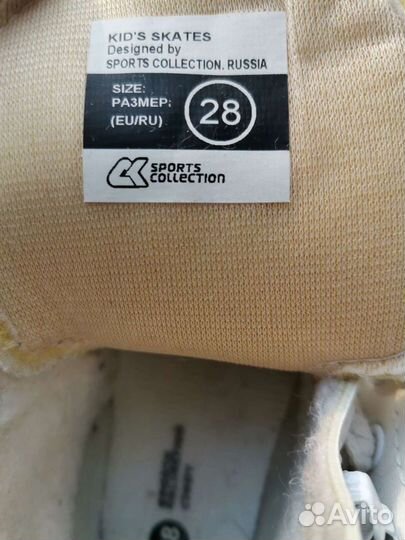 KID'S SKATES
Designed by
SPORTS COLLECTION, RUSSIA
SIZE:
РАЗМЕР:
(EU/RU)
28
SPORTS
COLLECTION
Avito